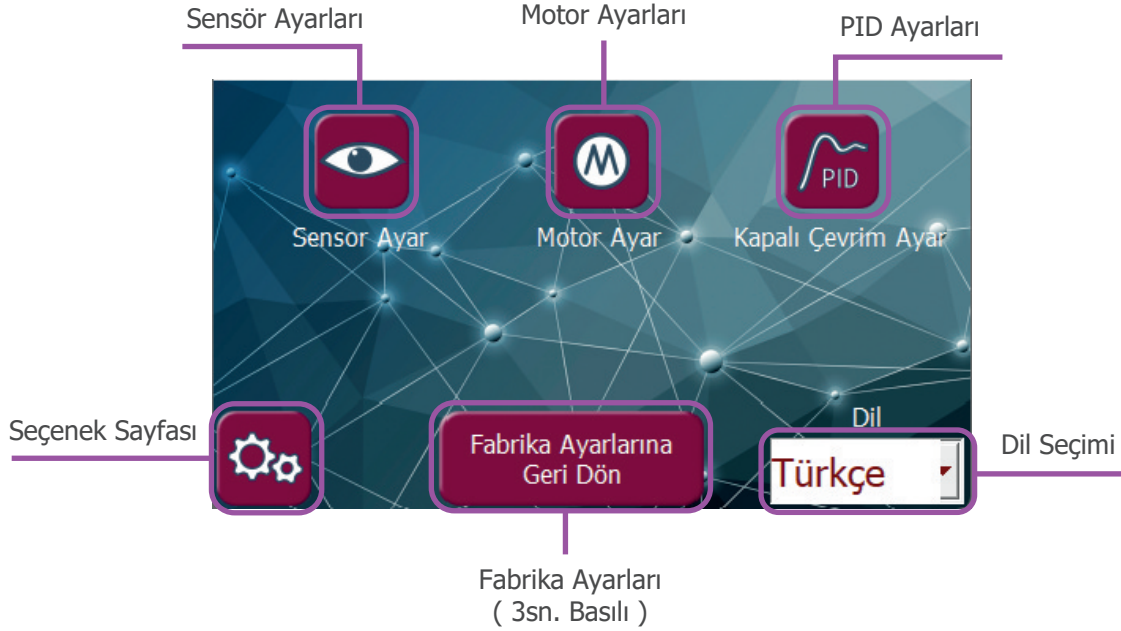 Sensör Ayarları
Motor Ayarları
PID Ayarları
M
PID
Sensor Ayar
Motor Ayar
Kapalı Çevrim Ayar
Seçenek Sayfası
Fabrika Ayarlarına
Geri Dön
Dil
Türkçe
Dil Seçimi
Fabrika Ayarları
( 3sn. Basılı )